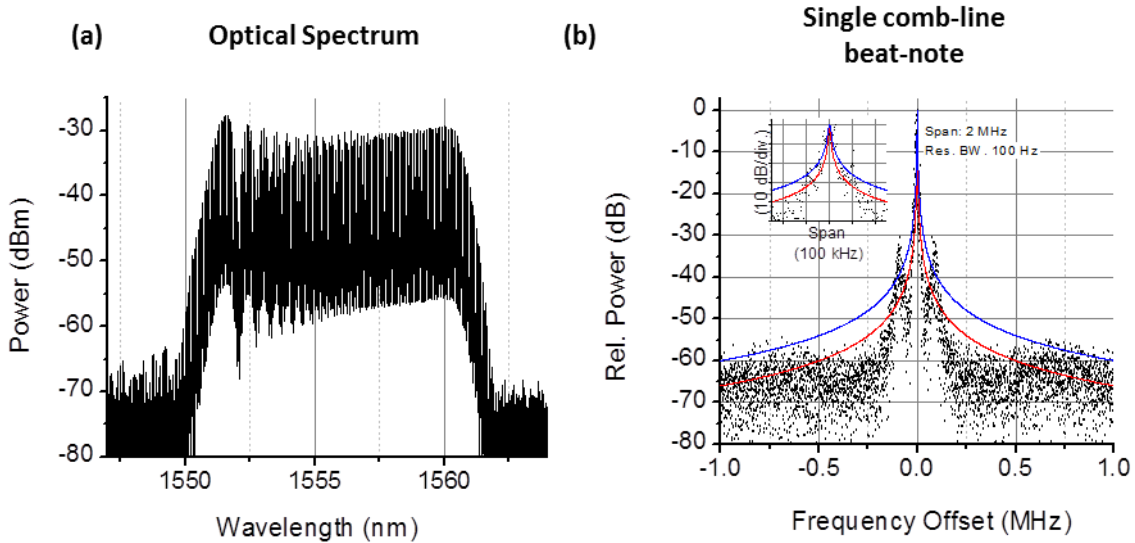 (a)
Optical Spectrum
Power (dBm)
-30
-40
-50
-60
-70
-80
1550
1555
1560
Wavelength (nm)
(b)
Single comb-line
beat-note
Rel. Power (dB)
0
-10
-20
-30
-40
-50
-60
-70
-80
(10 dB/div.)
Span
(100 kHz)
Span: 2 MHz
Res. BW . 100 Hz
-1.0
-0.5
0.0
0.5
1.0
Frequency Offset (MHz)